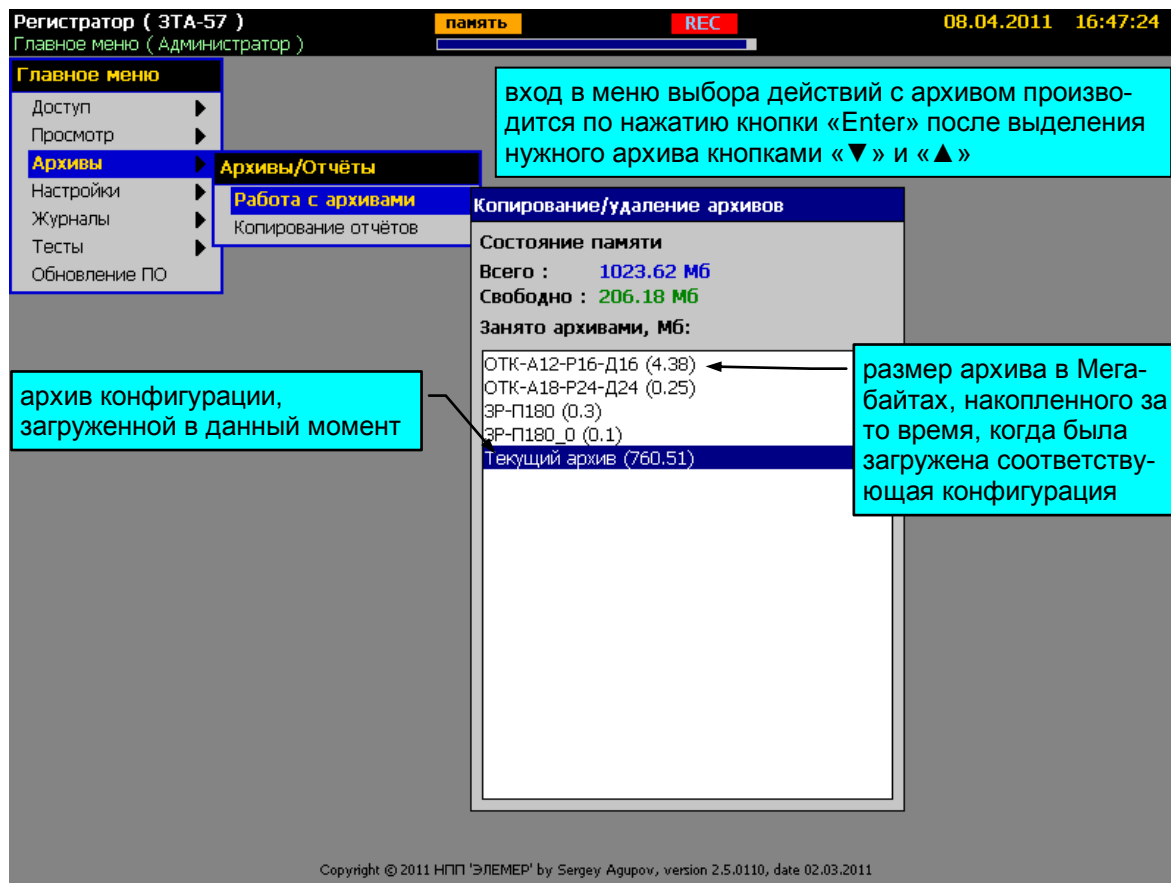 Регистратор ( ЗТА-57 )
память
REC
08.04.2011 16:47:24
Главное меню ( Администратор )
Главное меню
Доступ
Просмотр
Архивы
Настройки
Журналы
Тесты
Обновление ПО
Архивы/Отчёты
Работа с архивами
Копирование отчётов
вход в меню выбора действий с архивом произво-
дится по нажатию кнопки «Enter» после выделения
нужного архива кнопками «▼» и «▲»
Копирование/удаление архивов
Состояние памяти
Всего : 1023.62 Мб
Свободно : 206.18 Мб
Занято архивами, Мб:
ОТК-А12-Р16-Д16 (4.38)
ОТК-А18-Р24-Д24 (0.25)
ЗР-П180 (0.3)
ЗР-П180_0 (0.1)
Текущий архив (760.51)
архив конфигурации,
загруженной в данный момент
размер архива в Мега-
байтах, накопленного за
то время, когда была
загружена соответству-
ющая конфигурация
Copyright © 2011 НПП 'ЭЛЕМЕР' by Sergey Agupov, version 2.5.0110, date 02.03.2011